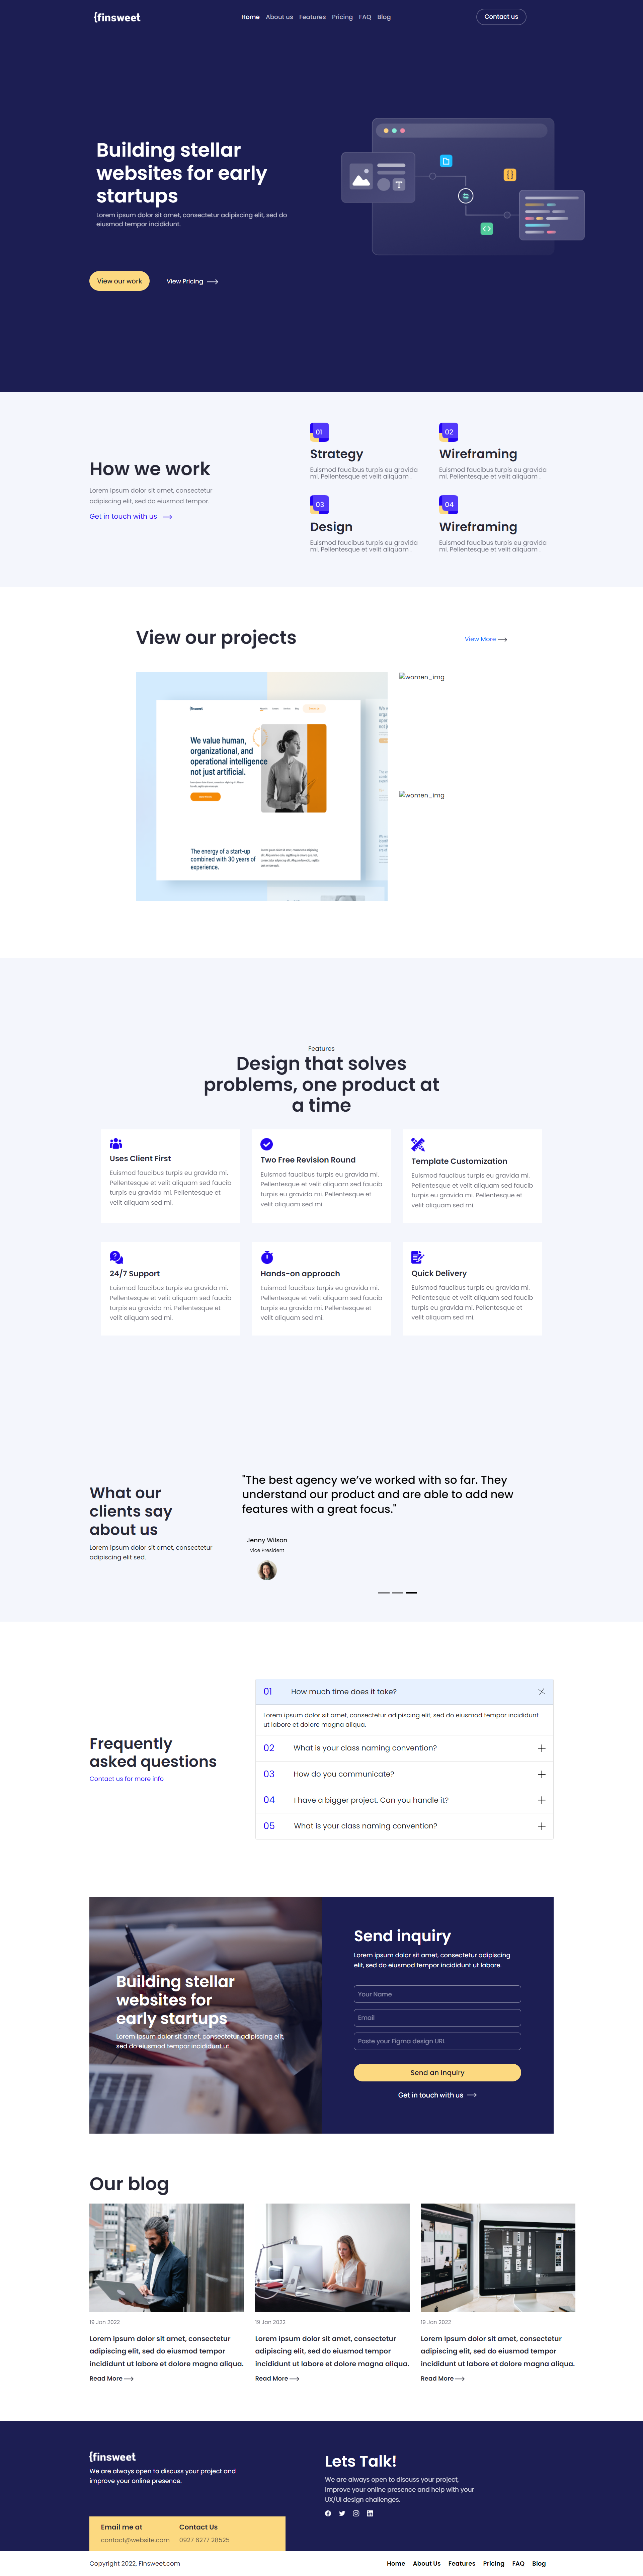 {finsweet
Home About us Features Pricing FAQ Blog
Contact us
Building stellar
websites for early
startups
Lorem ipsum dolor sit amet, consectetur adipiscing elit, sed do
eiusmod tempor incididunt.
View our work
View Pricing
How we work
Lorem ipsum dolor sit amet, consectetur
adipiscing elit, sed do eiusmod tempor.
Get in touch with us
01
Strategy
Euismod faucibus turpis eu gravida
mi. Pellentesque et velit aliquam .
02
Wireframing
Euismod faucibus turpis eu gravida
mi. Pellentesque et velit aliquam .
03
Design
Euismod faucibus turpis eu gravida
mi. Pellentesque et velit aliquam .
04
Wireframing
Euismod faucibus turpis eu gravida
mi. Pellentesque et velit aliquam .
View our projects
View More
We value human,
organizational, and
operational intelligence
not just artificial.
The energy of a start-up
combined with 30 years of
experience.
women_img
women_img
Features
Design that solves
problems, one product at
a time
Uses Client First
Euismod faucibus turpis eu gravida mi.
Pellentesque et velit aliquam sed faucib
turpis eu gravida mi. Pellentesque et
velit aliquam sed mi.
Two Free Revision Round
Euismod faucibus turpis eu gravida mi.
Pellentesque et velit aliquam sed faucib
turpis eu gravida mi. Pellentesque et
velit aliquam sed mi.
Template Customization
Euismod faucibus turpis eu gravida mi.
Pellentesque et velit aliquam sed faucib
turpis eu gravida mi. Pellentesque et
velit aliquam sed mi.
24/7 Support
Euismod faucibus turpis eu gravida mi.
Pellentesque et velit aliquam sed faucib
turpis eu gravida mi. Pellentesque et
velit aliquam sed mi.
Hands-on approach
Euismod faucibus turpis eu gravida mi.
Pellentesque et velit aliquam sed faucib
turpis eu gravida mi. Pellentesque et
velit aliquam sed mi.
Quick Delivery
Euismod faucibus turpis eu gravida mi.
Pellentesque et velit aliquam sed faucib
turpis eu gravida mi. Pellentesque et
velit aliquam sed mi.
What our
clients say
about us
Lorem ipsum dolor sit amet, consectetur
adipiscing elit sed.
"The best agency we’ve worked with so far. They
understand our product and are able to add new
features with a great focus."
Jenny Wilson
Vice President
Frequently
asked questions
Contact us for more info
01 How much time does it take?
Lorem ipsum dolor sit amet, consectetur adipiscing elit, sed do eiusmod tempor incididunt
ut labore et dolore magna aliqua.
02 What is your class naming convention?
03 How do you communicate?
04 I have a bigger project. Can you handle it?
05 What is your class naming convention?
Building stellar
websites for
early startups
Lorem ipsum dolor sit amet, consectetur adipiscing elit,
sed do eiusmod tempor incididunt ut.
Send inquiry
Lorem ipsum dolor sit amet, consectetur adipiscing
elit, sed do eiusmod tempor incididunt ut labore.
Your Name
Email
Paste your Figma design URL
Send an Inquiry
Get in touch with us
Our blog
19 Jan 2022
Lorem ipsum dolor sit amet, consectetur
adipiscing elit, sed do eiusmod tempor
incididunt ut labore et dolore magna aliqua.
Read More
19 Jan 2022
Lorem ipsum dolor sit amet, consectetur
adipiscing elit, sed do eiusmod tempor
incididunt ut labore et dolore magna aliqua.
Read More
19 Jan 2022
Lorem ipsum dolor sit amet, consectetur
adipiscing elit, sed do eiusmod tempor
incididunt ut labore et dolore magna aliqua.
Read More
{finsweet
We are always open to discuss your project and
improve your online presence.
Email me at
contact@website.com
Contact Us
0927 6277 28525
Lets Talk!
We are always open to discuss your project,
improve your online presence and help with your
UX/UI design challenges.
Copyright 2022, Finsweet.com
Home About Us Features Pricing FAQ Blog